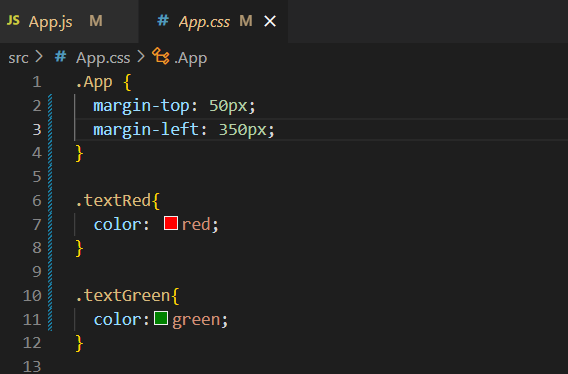 JS App.js M # App.css M
src > # App.css > .App
1 .App {
2 margin-top: 50px;
3 margin-left: 350px;
4 }
5
6 .textRed{
7 color: red;
8 }
9
10 .textGreen{
11 color:green;
12 }
13